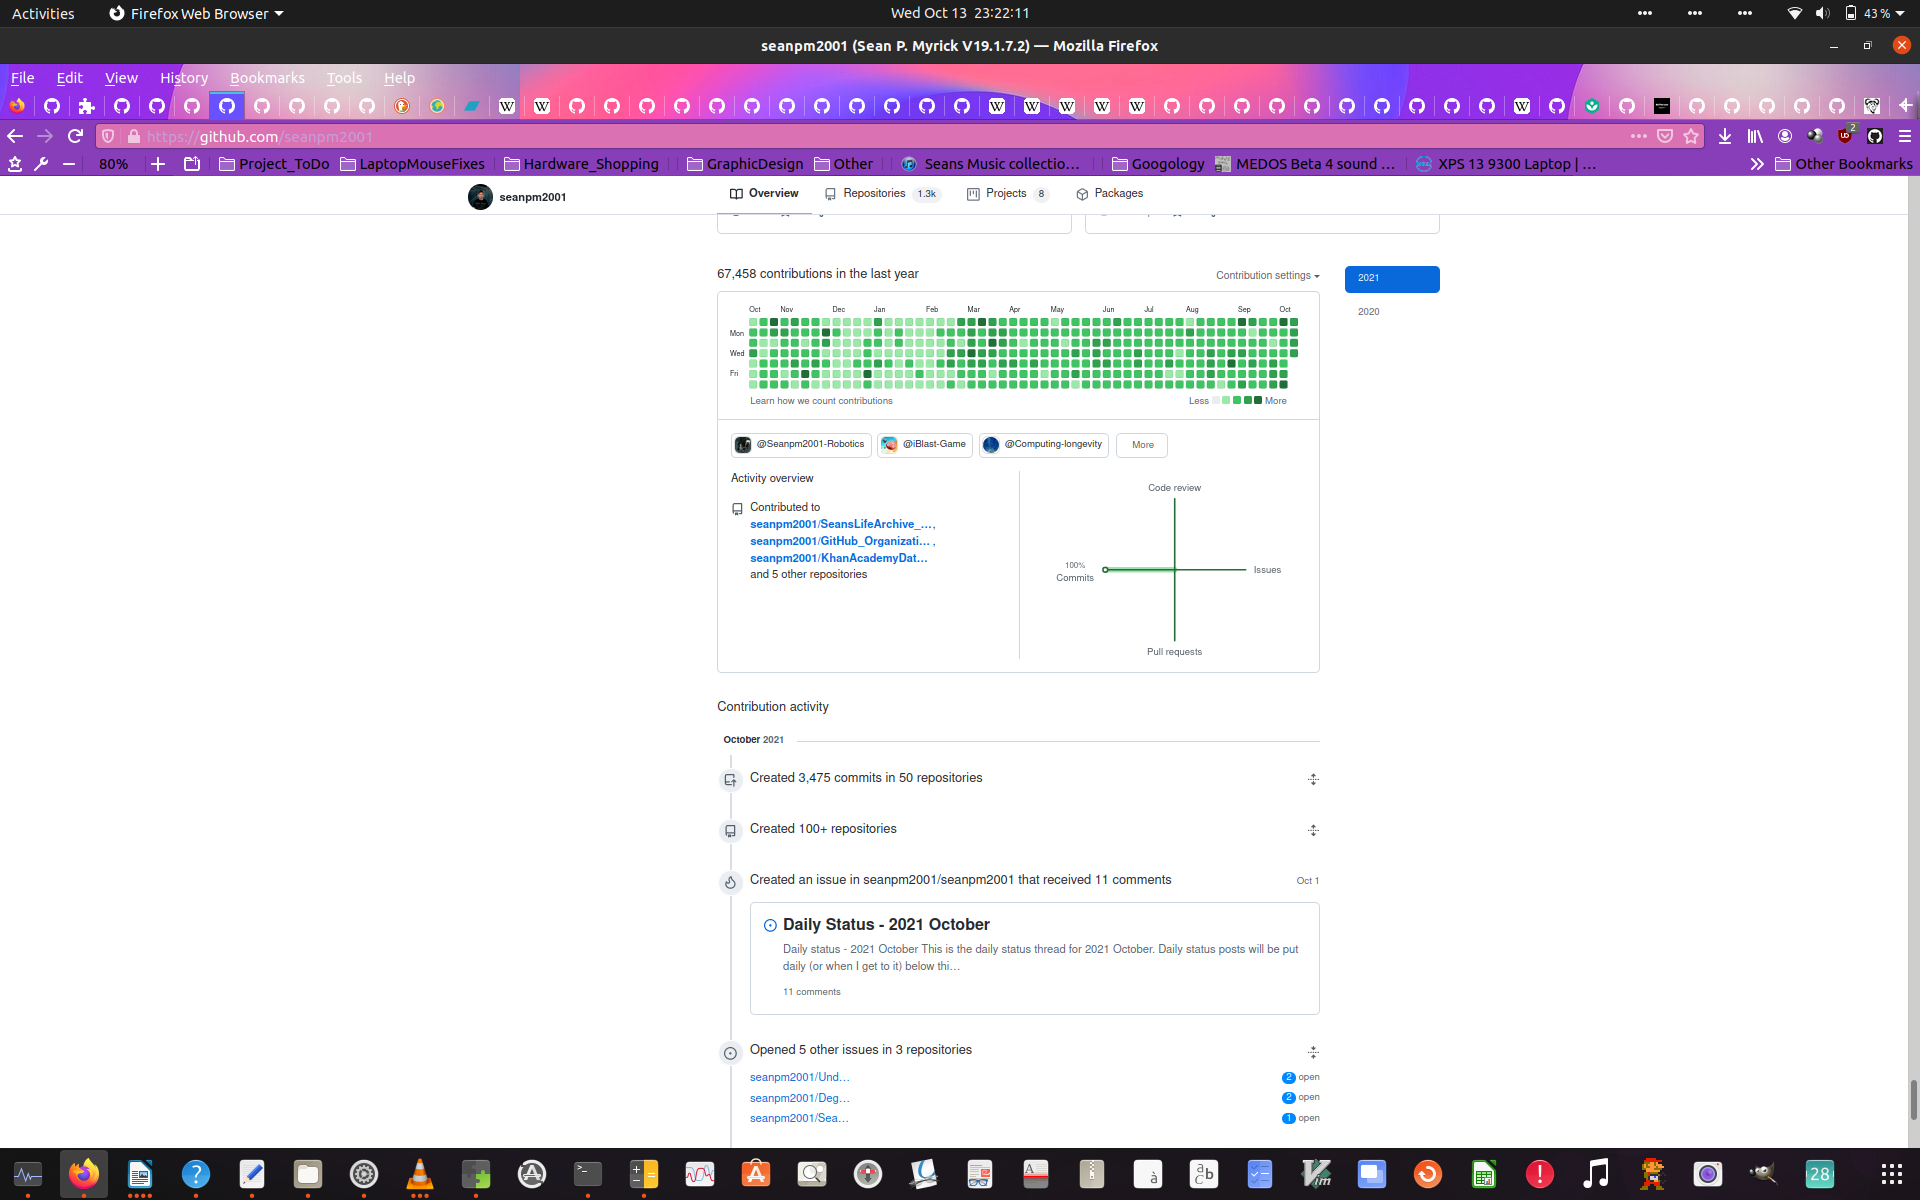 Activities
Firefox Web Browser
Wed Oct 13 23:22:11
43 %
seanpm2001 (Sean P. Myrick V19.1.7.2) — Mozilla Firefox
File Edit View History Bookmarks Tools Help
https://github.com/seanpm2001
2
80%
Project_ToDo
LaptopMouseFixes
Hardware_Shopping
GraphicDesign
Other
Seans Music collectio…
Googology
MEDOS Beta 4 sound …
XPS 13 9300 Laptop | …
Other Bookmarks
seanpm2001
Overview
Repositories 1.3k
Projects 8
Packages
67,458 contributions in the last year
Contribution settings
2021
2020
Oct Nov Dec Jan Feb Mar Apr May Jun Jul Aug Sep Oct
Mon
Wed
Fri
Learn how we count contributions
Less More
@Seanpm2001-Robotics
@iBlast-Game
@Computing-longevity
More
Activity overview
Contributed to
seanpm2001/SeansLifeArchive_…,
seanpm2001/GitHub_Organizati… ,
seanpm2001/KhanAcademyDat…
and 5 other repositories
Code review
100%
Commits
Issues
Pull requests
Contribution activity
October 2021
Created 3,475 commits in 50 repositories
Created 100+ repositories
Created an issue in seanpm2001/seanpm2001 that received 11 comments
Oct 1
Daily Status - 2021 October
Daily status - 2021 October This is the daily status thread for 2021 October. Daily status posts will be put
daily (or when I get to it) below thi…
11 comments
Opened 5 other issues in 3 repositories
seanpm2001/Und…
2 open
seanpm2001/Deg…
2 open
seanpm2001/Sea…
1 open
28